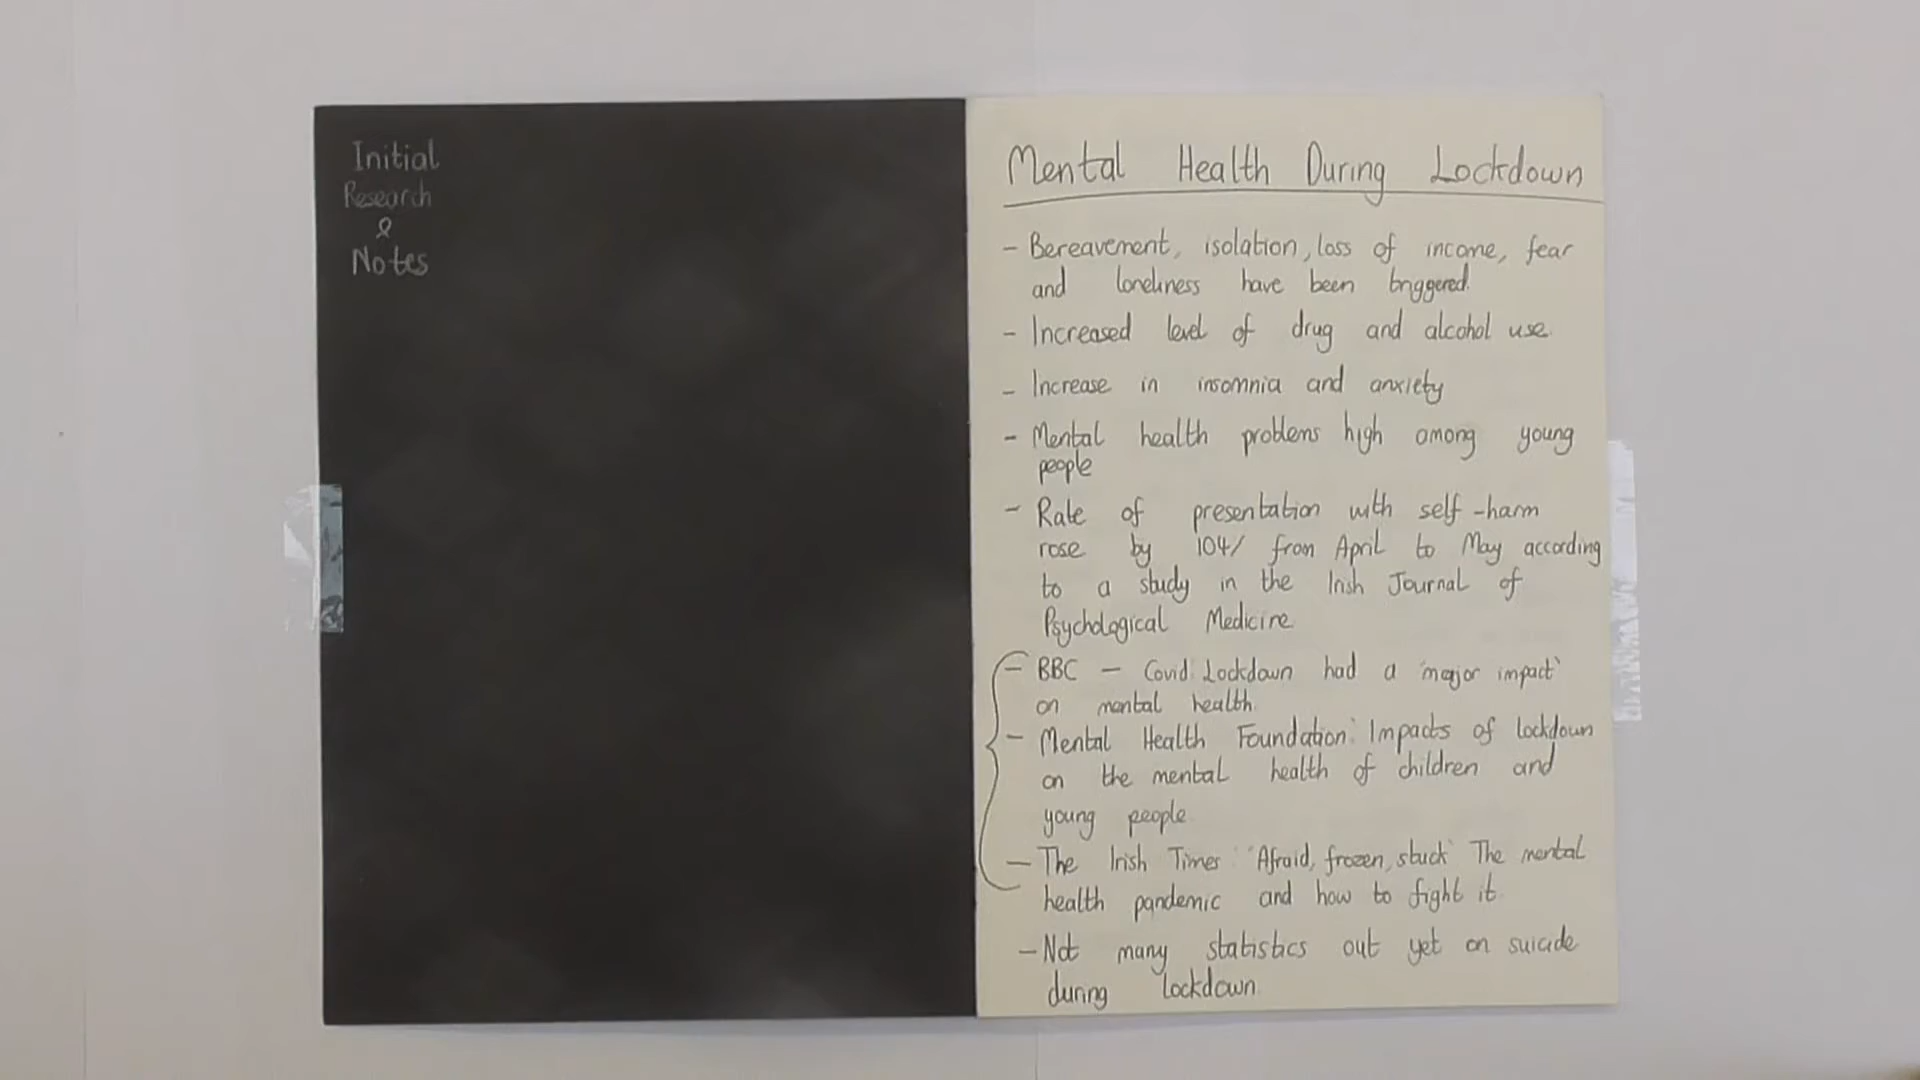 Initial
Research
&
Notes
Mental Health During Lockdown
- Bereavement, isolation, loss of income, fear
and loneliness have been triggered.
- Increased level of drug and alcohol use.
- Increase in insomnia and anxiety
- Mental health problems high among young
people
- Rate of presentation with self-harm
rose by 104% from April to May according
to a study in the Irish Journal of
Psychological Medicine
- BBC - Covid: Lockdown had a 'major impact'
on mental health.
- Mental Health Foundation: Impacts of lockdown
on the mental health of children and
young people
- The Irish Times: 'Afraid, frozen, stuck' The mental
health pandemic and how to fight it.
- Not many statistics out yet on suicide
during lockdown.